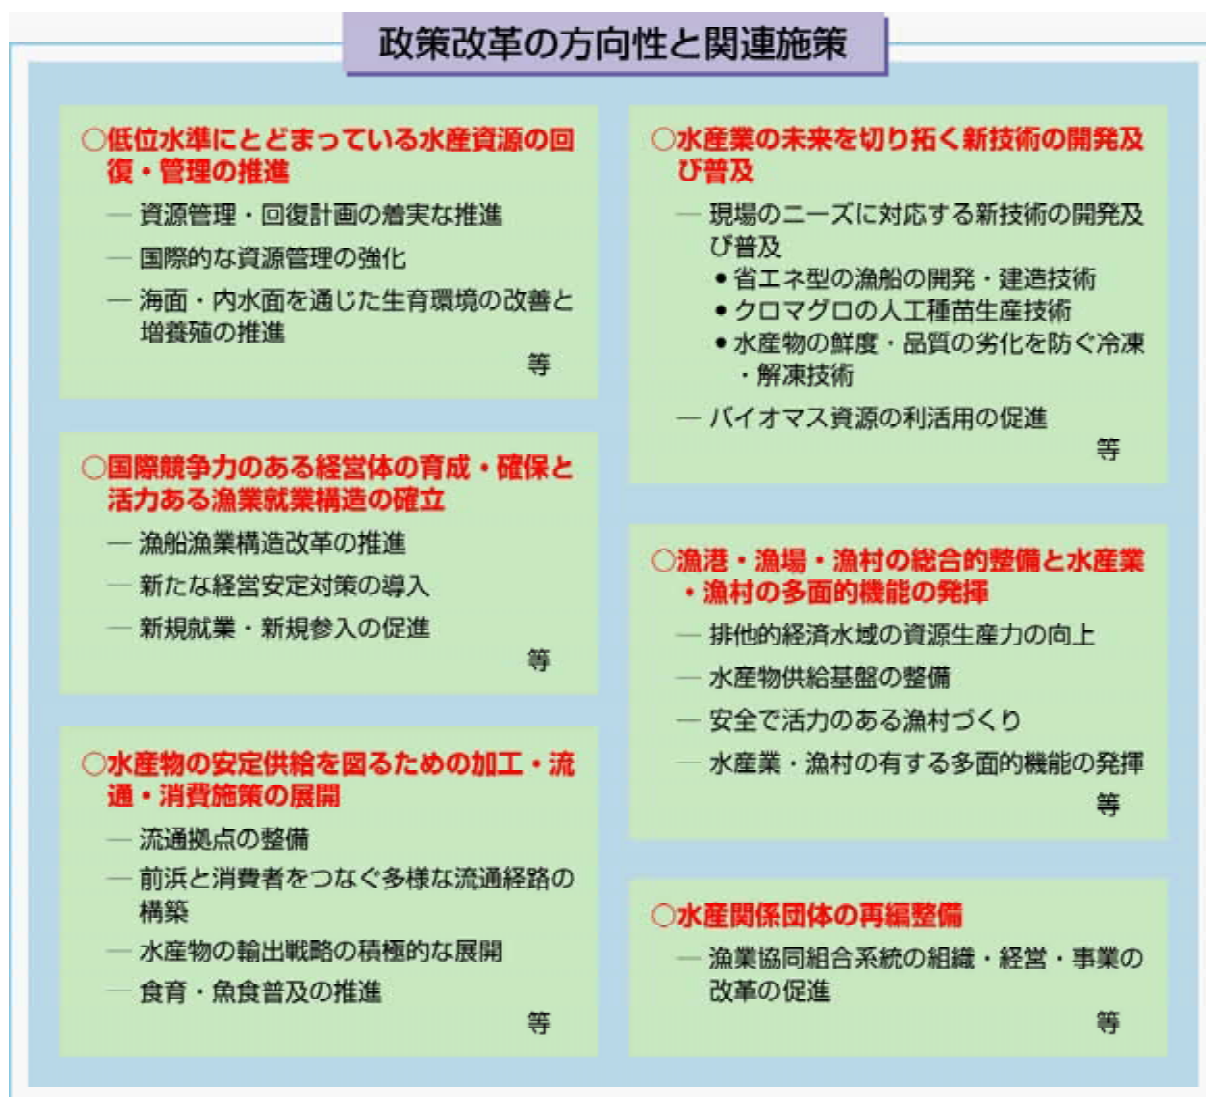 政策改革の方向性と関連施策
○低位水準にとどまっている水産資源の回
復・管理の推進
― 資源管理・回復計画の着実な推進
― 国際的な資源管理の強化
― 海面・内水面を通じた生育環境の改善と
増養殖の推進
等
○国際競争力のある経営体の育成・確保と
活力ある漁業就業構造の確立
― 漁船漁業構造改革の推進
― 新たな経営安定対策の導入
― 新規就業・新規参入の促進
等
○水産物の安定供給を図るための加工・流
通・消費施策の展開
― 流通拠点の整備
― 前浜と消費者をつなぐ多様な流通経路の
構築
― 水産物の輸出戦略の積極的な展開
― 食育・魚食普及の推進
等
○水産業の未来を切り拓く新技術の開発及
び普及
― 現場のニーズに対応する新技術の開発及
び普及
●省エネ型の漁船の開発・建造技術
●クロマグロの人工種苗生産技術
●水産物の鮮度・品質の劣化を防ぐ冷凍
・解凍技術
― バイオマス資源の利活用の促進
等
○漁港・漁場・漁村の総合的整備と水産業
・漁村の多面的機能の発揮
― 排他的経済水域の資源生産力の向上
― 水産物供給基盤の整備
― 安全で活力のある漁村づくり
― 水産業・漁村の有する多面的機能の発揮
等
○水産関係団体の再編整備
― 漁業協同組合系統の組織・経営・事業の
改革の促進
等